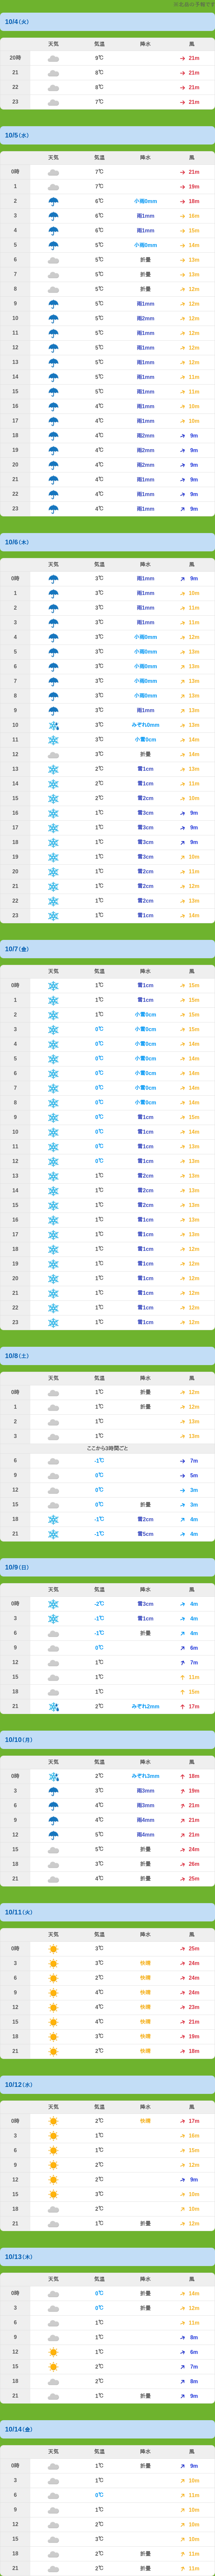 10/4(火)
天気 気温 降水 風
20時 9℃ 21m
21 8℃ 21m
22 8℃ 21m
23 7℃ 21m
10/5(水)
天気 気温 降水 風
0時 7℃ 21m
1 7℃ 19m
2 6℃ 小雨0mm 18m
3 6℃ 雨1mm 16m
4 6℃ 雨1mm 15m
5 5℃ 小雨0mm 14m
6 5℃ 折曇 13m
7 5℃ 折曇 13m
8 5℃ 折曇 12m
9 5℃ 雨1mm 12m
10 5℃ 雨2mm 12m
11 5℃ 雨1mm 12m
12 5℃ 雨1mm 12m
13 5℃ 雨1mm 12m
14 5℃ 雨1mm 11m
15 5℃ 雨1mm 11m
16 4℃ 雨1mm 10m
17 4℃ 雨1mm 10m
18 4℃ 雨2mm 9m
19 4℃ 雨2mm 9m
20 4℃ 雨2mm 9m
21 4℃ 雨1mm 9m
22 4℃ 雨1mm 9m
23 4℃ 雨1mm 9m
10/6(木)
天気 気温 降水 風
0時 3℃ 雨1mm 9m
1 3℃ 雨1mm 10m
2 3℃ 雨1mm 11m
3 3℃ 雨1mm 11m
4 3℃ 小雨0mm 12m
5 3℃ 小雨0mm 13m
6 3℃ 小雨0mm 13m
7 3℃ 小雨0mm 13m
8 3℃ 小雨0mm 13m
9 3℃ 雨1mm 13m
10 3℃ みぞれ0mm 13m
11 3℃ 小雪0cm 14m
12 3℃ 折曇 14m
13 2℃ 雪1cm 13m
14 2℃ 雪1cm 11m
15 2℃ 雪2cm 10m
16 1℃ 雪3cm 9m
17 1℃ 雪3cm 9m
18 1℃ 雪3cm 9m
19 1℃ 雪3cm 10m
20 1℃ 雪2cm 11m
21 1℃ 雪2cm 12m
22 1℃ 雪2cm 13m
23 1℃ 雪1cm 14m
10/7(金)
天気 気温 降水 風
0時 1℃ 雪1cm 15m
1 1℃ 雪1cm 15m
2 1℃ 小雪0cm 15m
3 0℃ 小雪0cm 15m
4 0℃ 小雪0cm 14m
5 0℃ 小雪0cm 14m
6 0℃ 小雪0cm 14m
7 0℃ 小雪0cm 14m
8 0℃ 小雪0cm 14m
9 0℃ 雪1cm 15m
10 0℃ 雪1cm 14m
11 0℃ 雪1cm 13m
12 0℃ 雪1cm 13m
13 1℃ 雪2cm 13m
14 1℃ 雪2cm 13m
15 1℃ 雪2cm 13m
16 1℃ 雪1cm 13m
17 1℃ 雪1cm 13m
18 1℃ 雪1cm 12m
19 1℃ 雪1cm 12m
20 1℃ 雪1cm 12m
21 1℃ 雪1cm 12m
22 1℃ 雪1cm 12m
23 1℃ 雪1cm 12m
10/8(土)
天気 気温 降水 風
0時 1℃ 折曇 12m
1 1℃ 折曇 12m
2 1℃ 13m
3 1℃ 13m
ここから3時間ごと
6 -1℃ 7m
9 0℃ 5m
12 0℃ 3m
15 0℃ 折曇 3m
18 -1℃ 雪2cm 4m
21 -1℃ 雪5cm 4m
10/9(日)
天気 気温 降水 風
0時 -2℃ 雪3cm 4m
3 -1℃ 雪1cm 4m
6 -1℃ 折曇 4m
9 0℃ 6m
12 1℃ 7m
15 1℃ 11m
18 1℃ 15m
21 2℃ みぞれ2mm 17m
10/10(月)
天気 気温 降水 風
0時 2℃ みぞれ3mm 18m
3 3℃ 雨3mm 19m
6 4℃ 雨3mm 21m
9 4℃ 雨4mm 21m
12 5℃ 雨4mm 21m
15 5℃ 折曇 24m
18 3℃ 折曇 26m
21 4℃ 折曇 25m
10/11(火)
天気 気温 降水 風
0時 3℃ 25m
3 3℃ 快晴 24m
6 2℃ 快晴 24m
9 4℃ 快晴 24m
12 4℃ 快晴 23m
15 4℃ 快晴 21m
18 3℃ 快晴 19m
21 2℃ 快晴 18m
10/12(水)
天気 気温 降水 風
0時 2℃ 快晴 17m
3 1℃ 16m
6 1℃ 15m
9 2℃ 12m
12 2℃ 9m
15 3℃ 10m
18 2℃ 10m
21 1℃ 折曇 12m
10/13(木)
天気 気温 降水 風
0時 0℃ 折曇 14m
3 0℃ 折曇 12m
6 1℃ 11m
9 1℃ 8m
12 1℃ 6m
15 2℃ 7m
18 2℃ 8m
21 1℃ 折曇 9m
10/14(金)
天気 気温 降水 風
0時 1℃ 折曇 9m
3 1℃ 10m
6 0℃ 11m
9 1℃ 10m
12 2℃ 10m
15 3℃ 10m
18 2℃ 折曇 11m
21 2℃ 折曇 11m